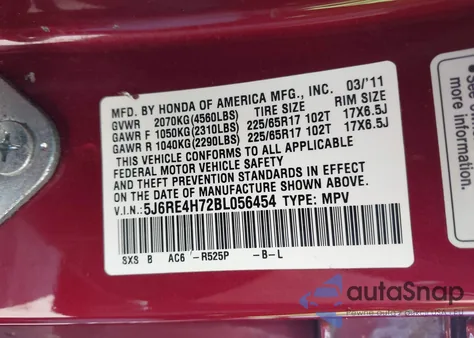 MFD. BY HONDA OF AMERICA MFG., INC. 03/'11
GVWR 2070KG(4560LBS) TIRE SIZE RIM SIZE
GAWR F 1050KG(2310LBS) 225/65R17 102T 17X6.5J
GAWR R 1040KG(2290LBS) 225/65R17 102T 17X6.5J
THIS VEHICLE CONFORMS TO ALL APPLICABLE
FEDERAL MOTOR VEHICLE SAFETY
AND THEFT PREVENTION STANDARDS IN EFFECT
ON THE DATE OF MANUFACTURE SHOWN ABOVE.
V.I.N.: 5J6RE4H72BL056454 TYPE: MPV
SXS B AC6 -R525P -B-L
See
autoSnap